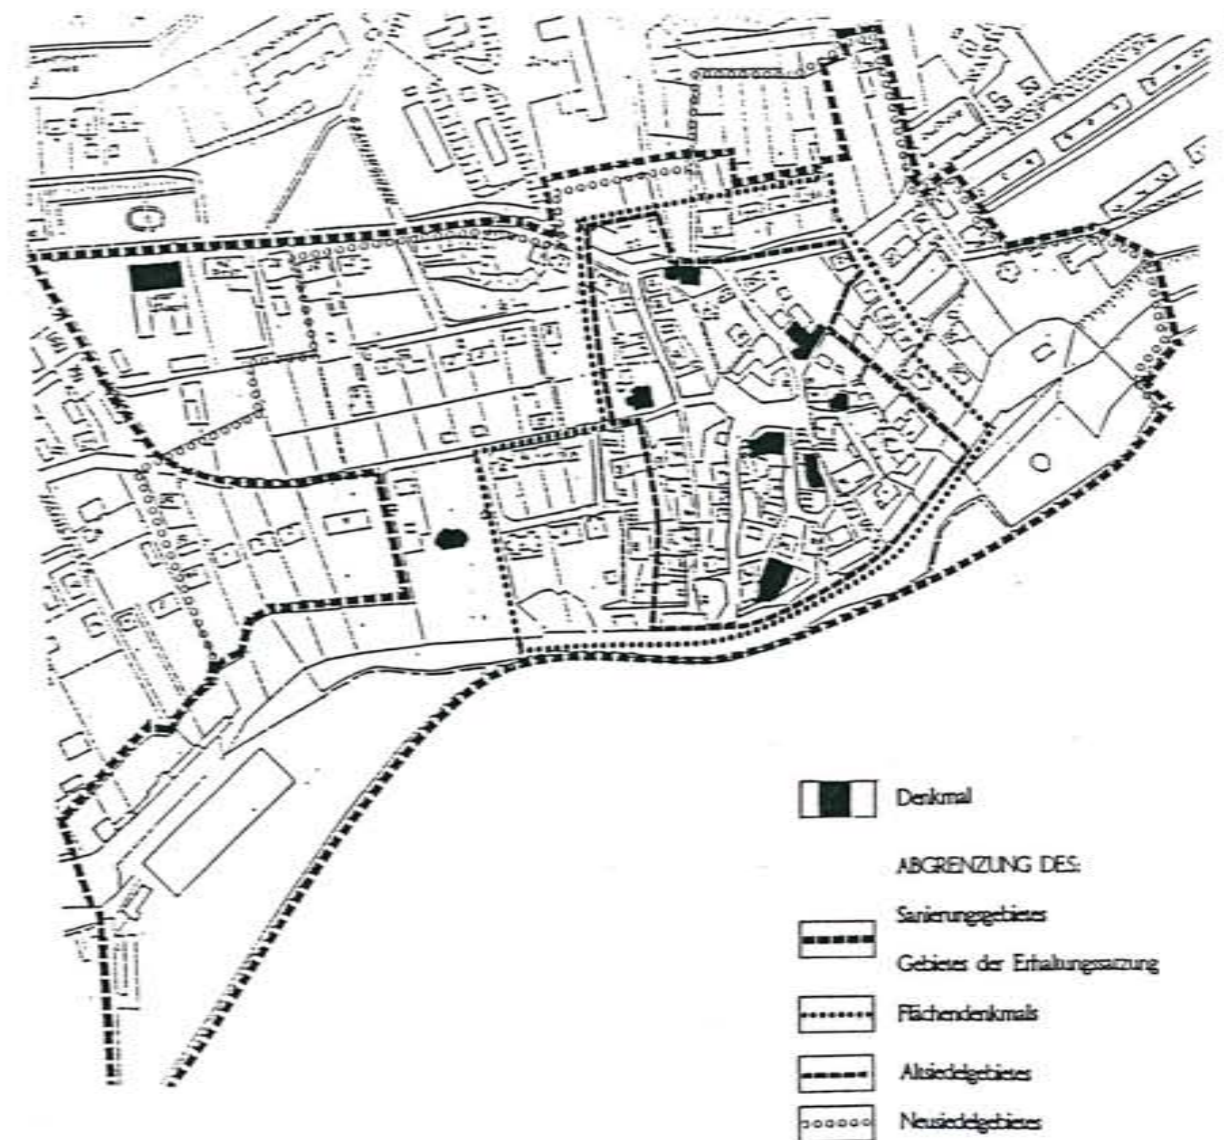 Denkmal
ABGRENZUNG DES:
Sanierungsgebietes
Gebietes der Erhaltungssatzung
Flächendenkmals
Altsiedelgebietes
Neusiedelgebietes